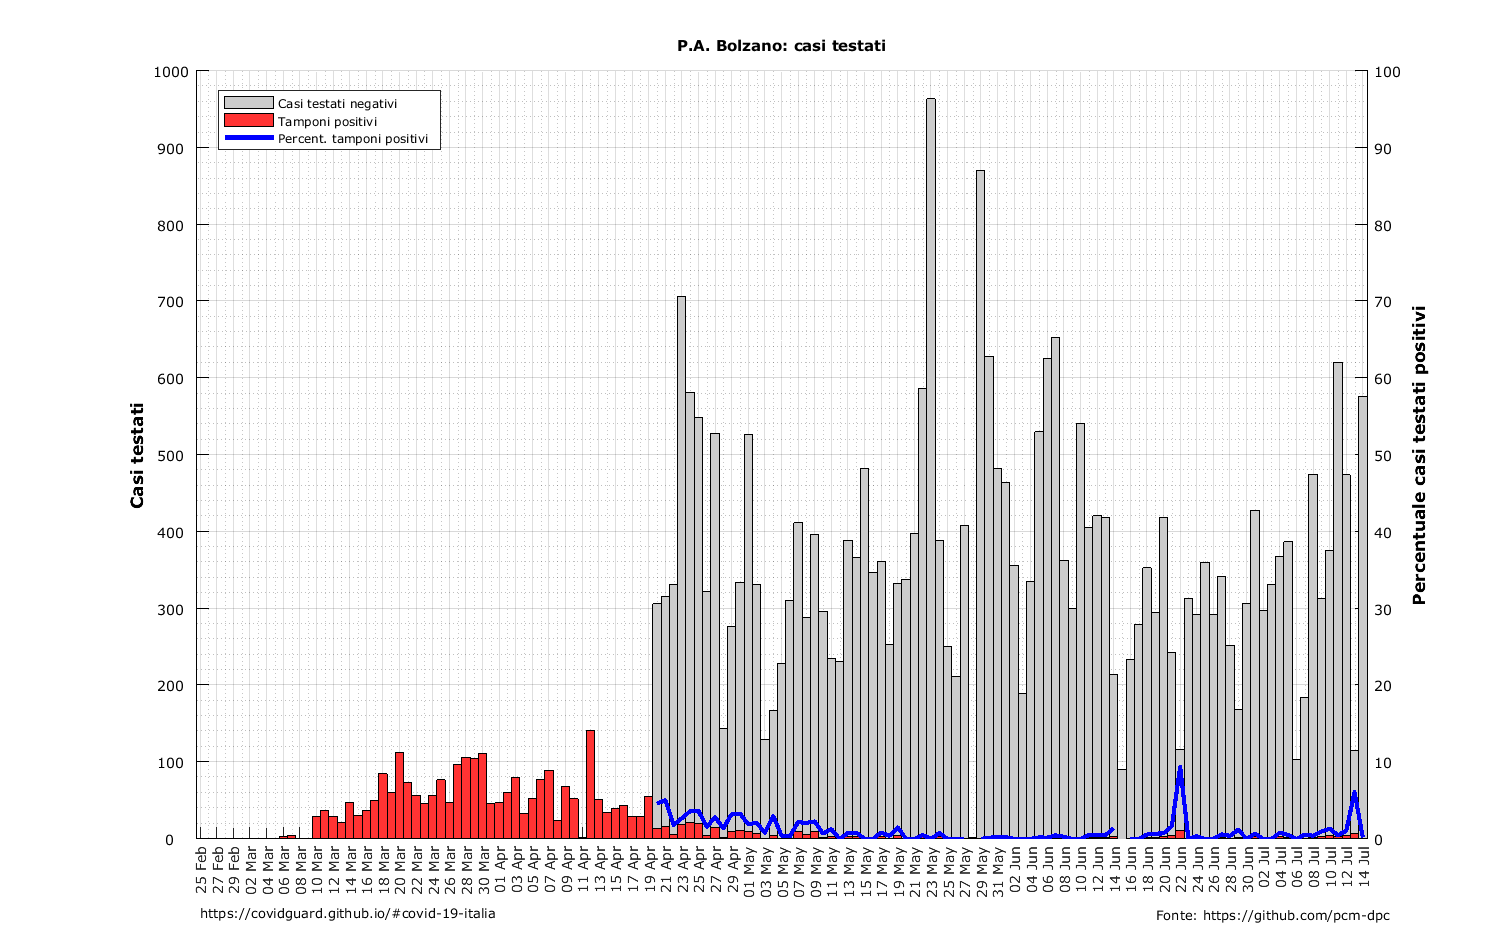 P.A. Bolzano: casi testati
Casi testati negativi
Tamponi positivi
Percent. tamponi positivi
Casi testati
1000
900
800
700
600
500
400
300
200
100
0
100
90
80
70
60
50
40
30
20
10
0
Percentuale casi testati positivi
25 Feb
27 Feb
29 Feb
02 Mar
04 Mar
06 Mar
08 Mar
10 Mar
12 Mar
14 Mar
16 Mar
18 Mar
20 Mar
22 Mar
24 Mar
26 Mar
28 Mar
30 Mar
01 Apr
03 Apr
05 Apr
07 Apr
09 Apr
11 Apr
13 Apr
15 Apr
17 Apr
19 Apr
21 Apr
23 Apr
25 Apr
27 Apr
29 Apr
01 May
03 May
05 May
07 May
09 May
11 May
13 May
15 May
17 May
19 May
21 May
23 May
25 May
27 May
29 May
31 May
02 Jun
04 Jun
06 Jun
08 Jun
10 Jun
12 Jun
14 Jun
16 Jun
18 Jun
20 Jun
22 Jun
24 Jun
26 Jun
28 Jun
30 Jun
02 Jul
04 Jul
06 Jul
08 Jul
10 Jul
12 Jul
14 Jul
https://covidguard.github.io/#covid-19-italia
Fonte: https://github.com/pcm-dpc